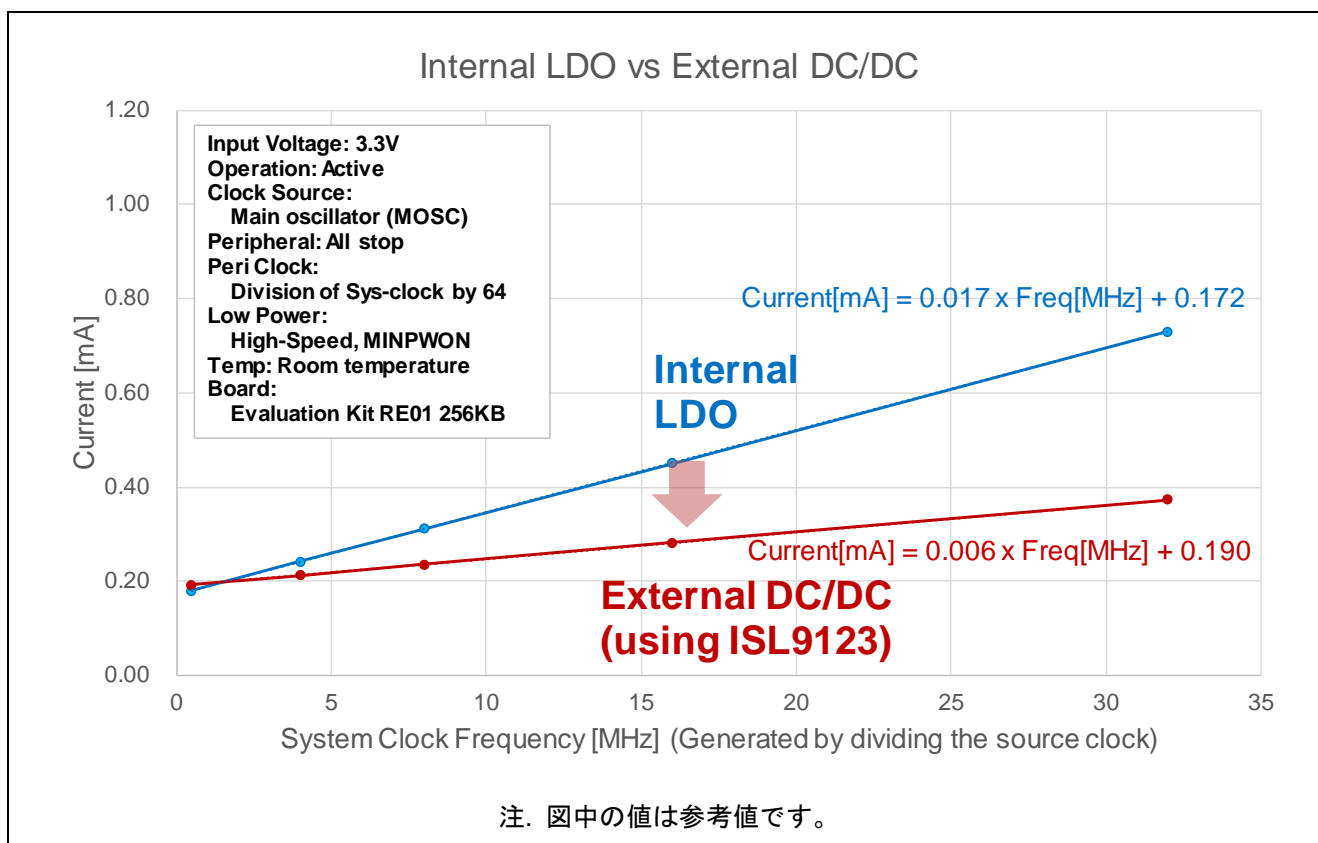 Internal LDO vs External DC/DC
1.20
1.00
0.80
0.60
0.40
0.20
0.00
Current [mA]
Input Voltage: 3.3V
Operation: Active
Clock Source:
Main oscillator (MOSC)
Peripheral: All stop
Peri Clock:
Division of Sys-clock by 64
Low Power:
High-Speed, MINPWON
Temp: Room temperature
Board:
Evaluation Kit RE01 256KB
Current[mA] = 0.017 x Freq[MHz] + 0.172
Internal
LDO
Current[mA] = 0.006 x Freq[MHz] + 0.190
External DC/DC
(using ISL9123)
0 5 10 15 20 25 30 35
System Clock Frequency [MHz] (Generated by dividing the source clock)
注. 図中の値は参考値です。